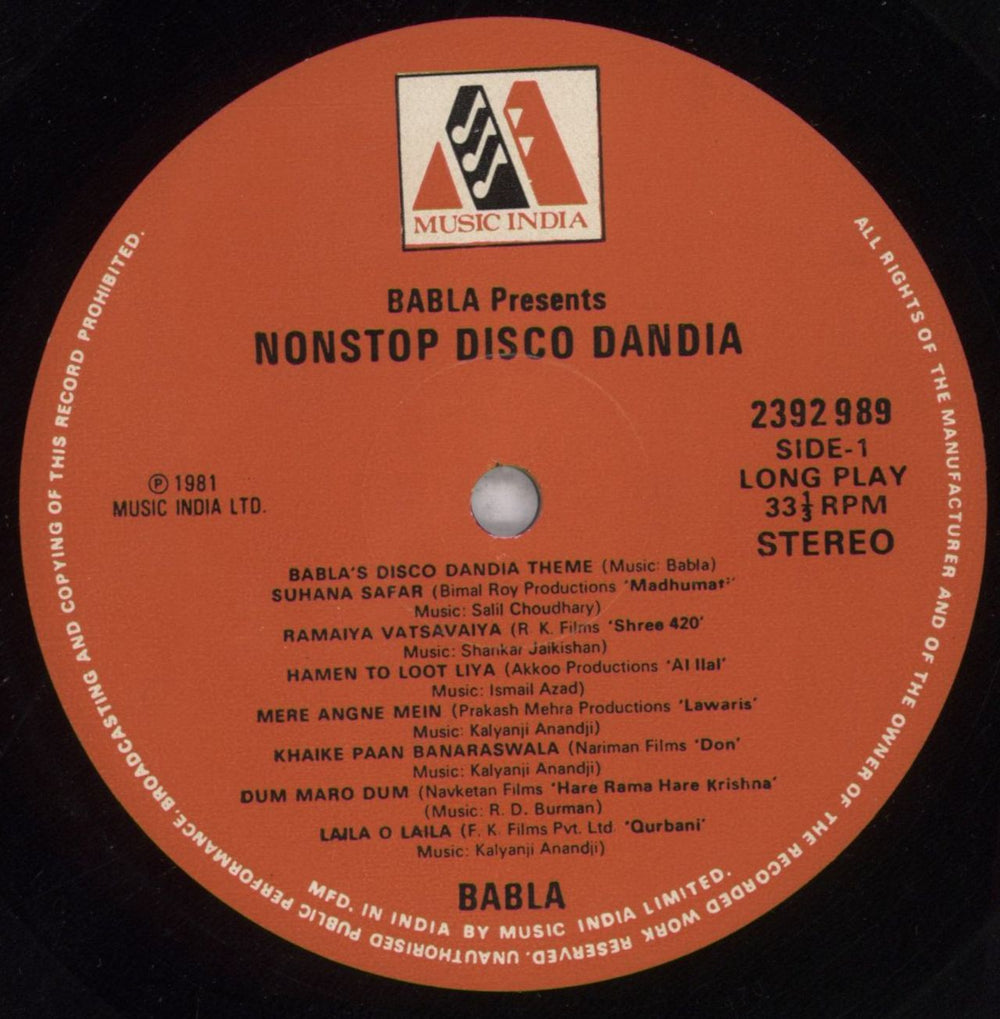 MUSIC INDIA
BABLA Presents
NONSTOP DISCO DANDIA
2392 989
SIDE-1
LONG PLAY
33⅓ RPM
STEREO
℗ 1981
MUSIC INDIA LTD.
BABLA'S DISCO DANDIA THEME (Music: Babla)
SUHANA SAFAR (Bimal Roy Productions 'Madhumati'
Music: Salil Choudhary)
RAMAIYA VATSAVAIYA (R. K. Films 'Shree 420'
Music: Shankar Jaikishan)
HAMEN TO LOOT LIYA (Akkoo Productions 'Al Ilal'
Music: Ismail Azad)
MERE ANGNE MEIN (Prakash Mehra Productions 'Lawaris'
Music: Kalyanji Anandji)
KHAIKE PAAN BANARASWALA (Nariman Films 'Don'
Music: Kalyanji Anandji)
DUM MARO DUM (Navketan Films 'Hare Rama Hare Krishna'
(Music: R. D. Burman)
LAILA O LAILA (F. K. Films Pvt. Ltd. 'Qurbani'
Music: Kalyanji Anandji)
BABLA
MFD. IN INDIA BY MUSIC INDIA LIMITED.
ALL RIGHTS OF THE MANUFACTURER AND OF THE OWNER OF THE RECORDED WORK RESERVED. UNAUTHORISED PUBLIC PERFORMANCE, BROADCASTING AND COPYING OF THIS RECORD PROHIBITED.